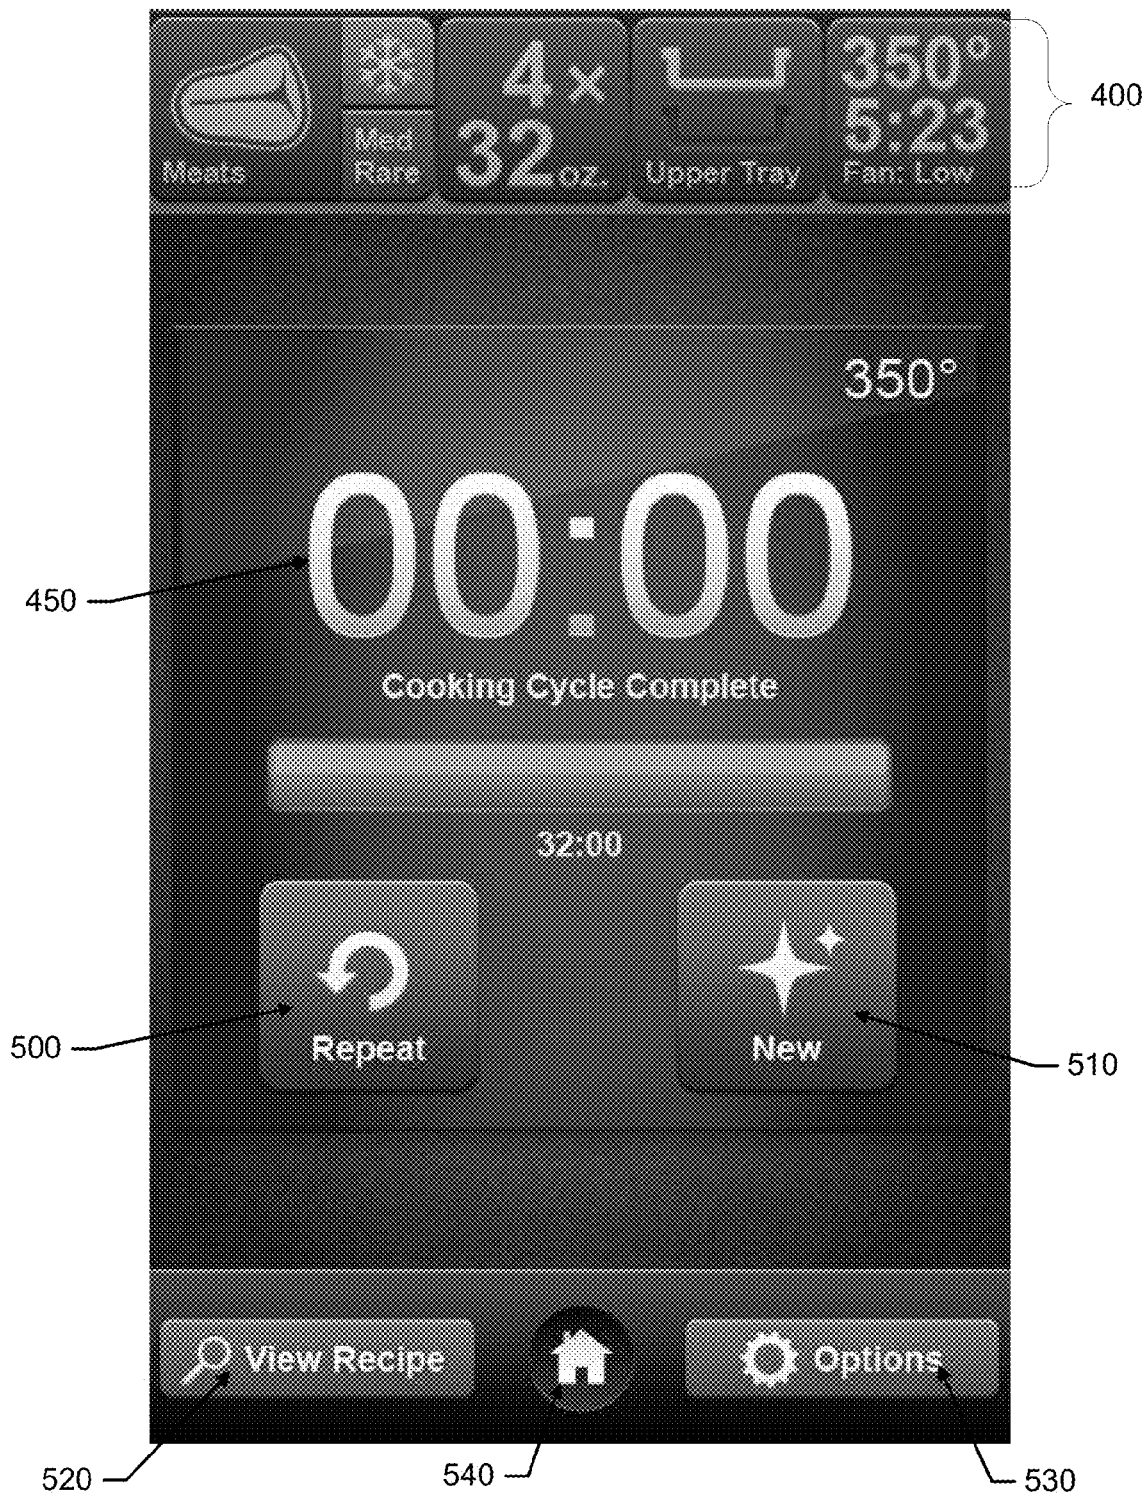 4 ×
350°
400
5:23
Med
32 oz.
Meats
Rare
Upper Tray
Fan: Low
350°
00:00
450
Cooking Cycle Complete
32:00
500
Repeat
New
510
View Recipe
Options
520
540
530